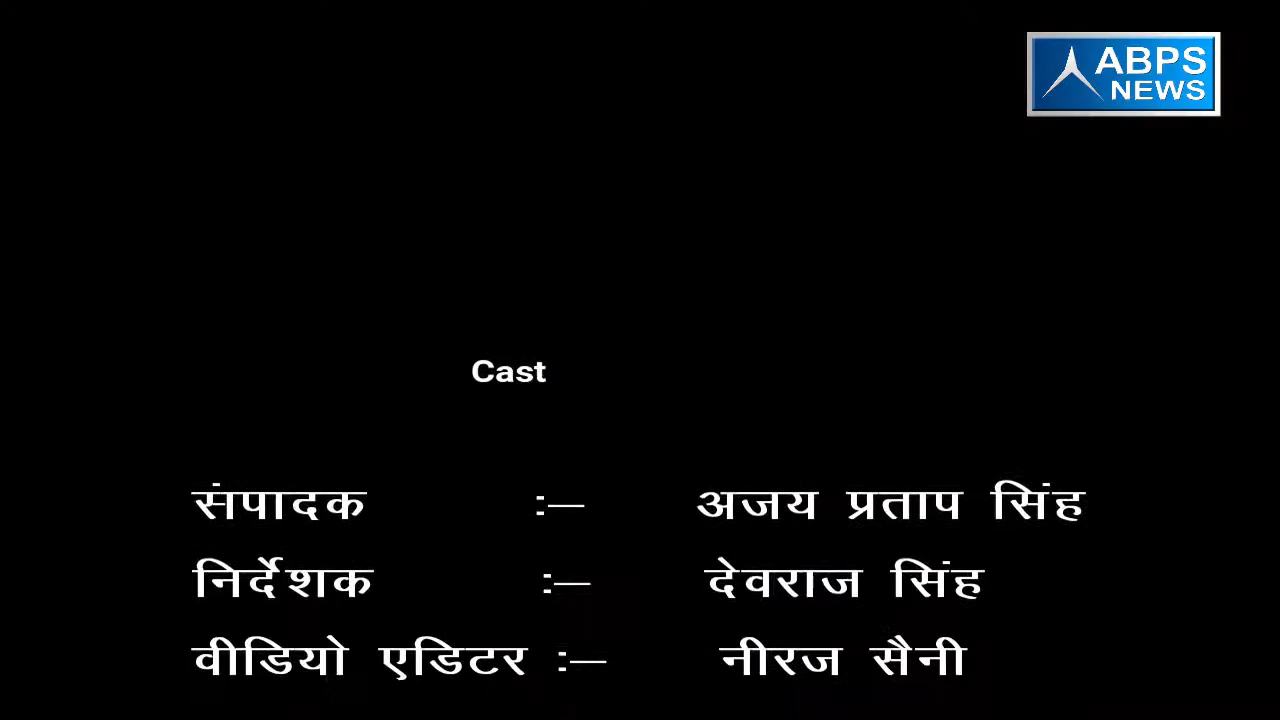 ABPS
NEWS
Cast
संपादक :— अजय प्रताप सिंह
निर्देशक :— देवराज सिंह
वीडियो एडिटर :— नीरज सैनी